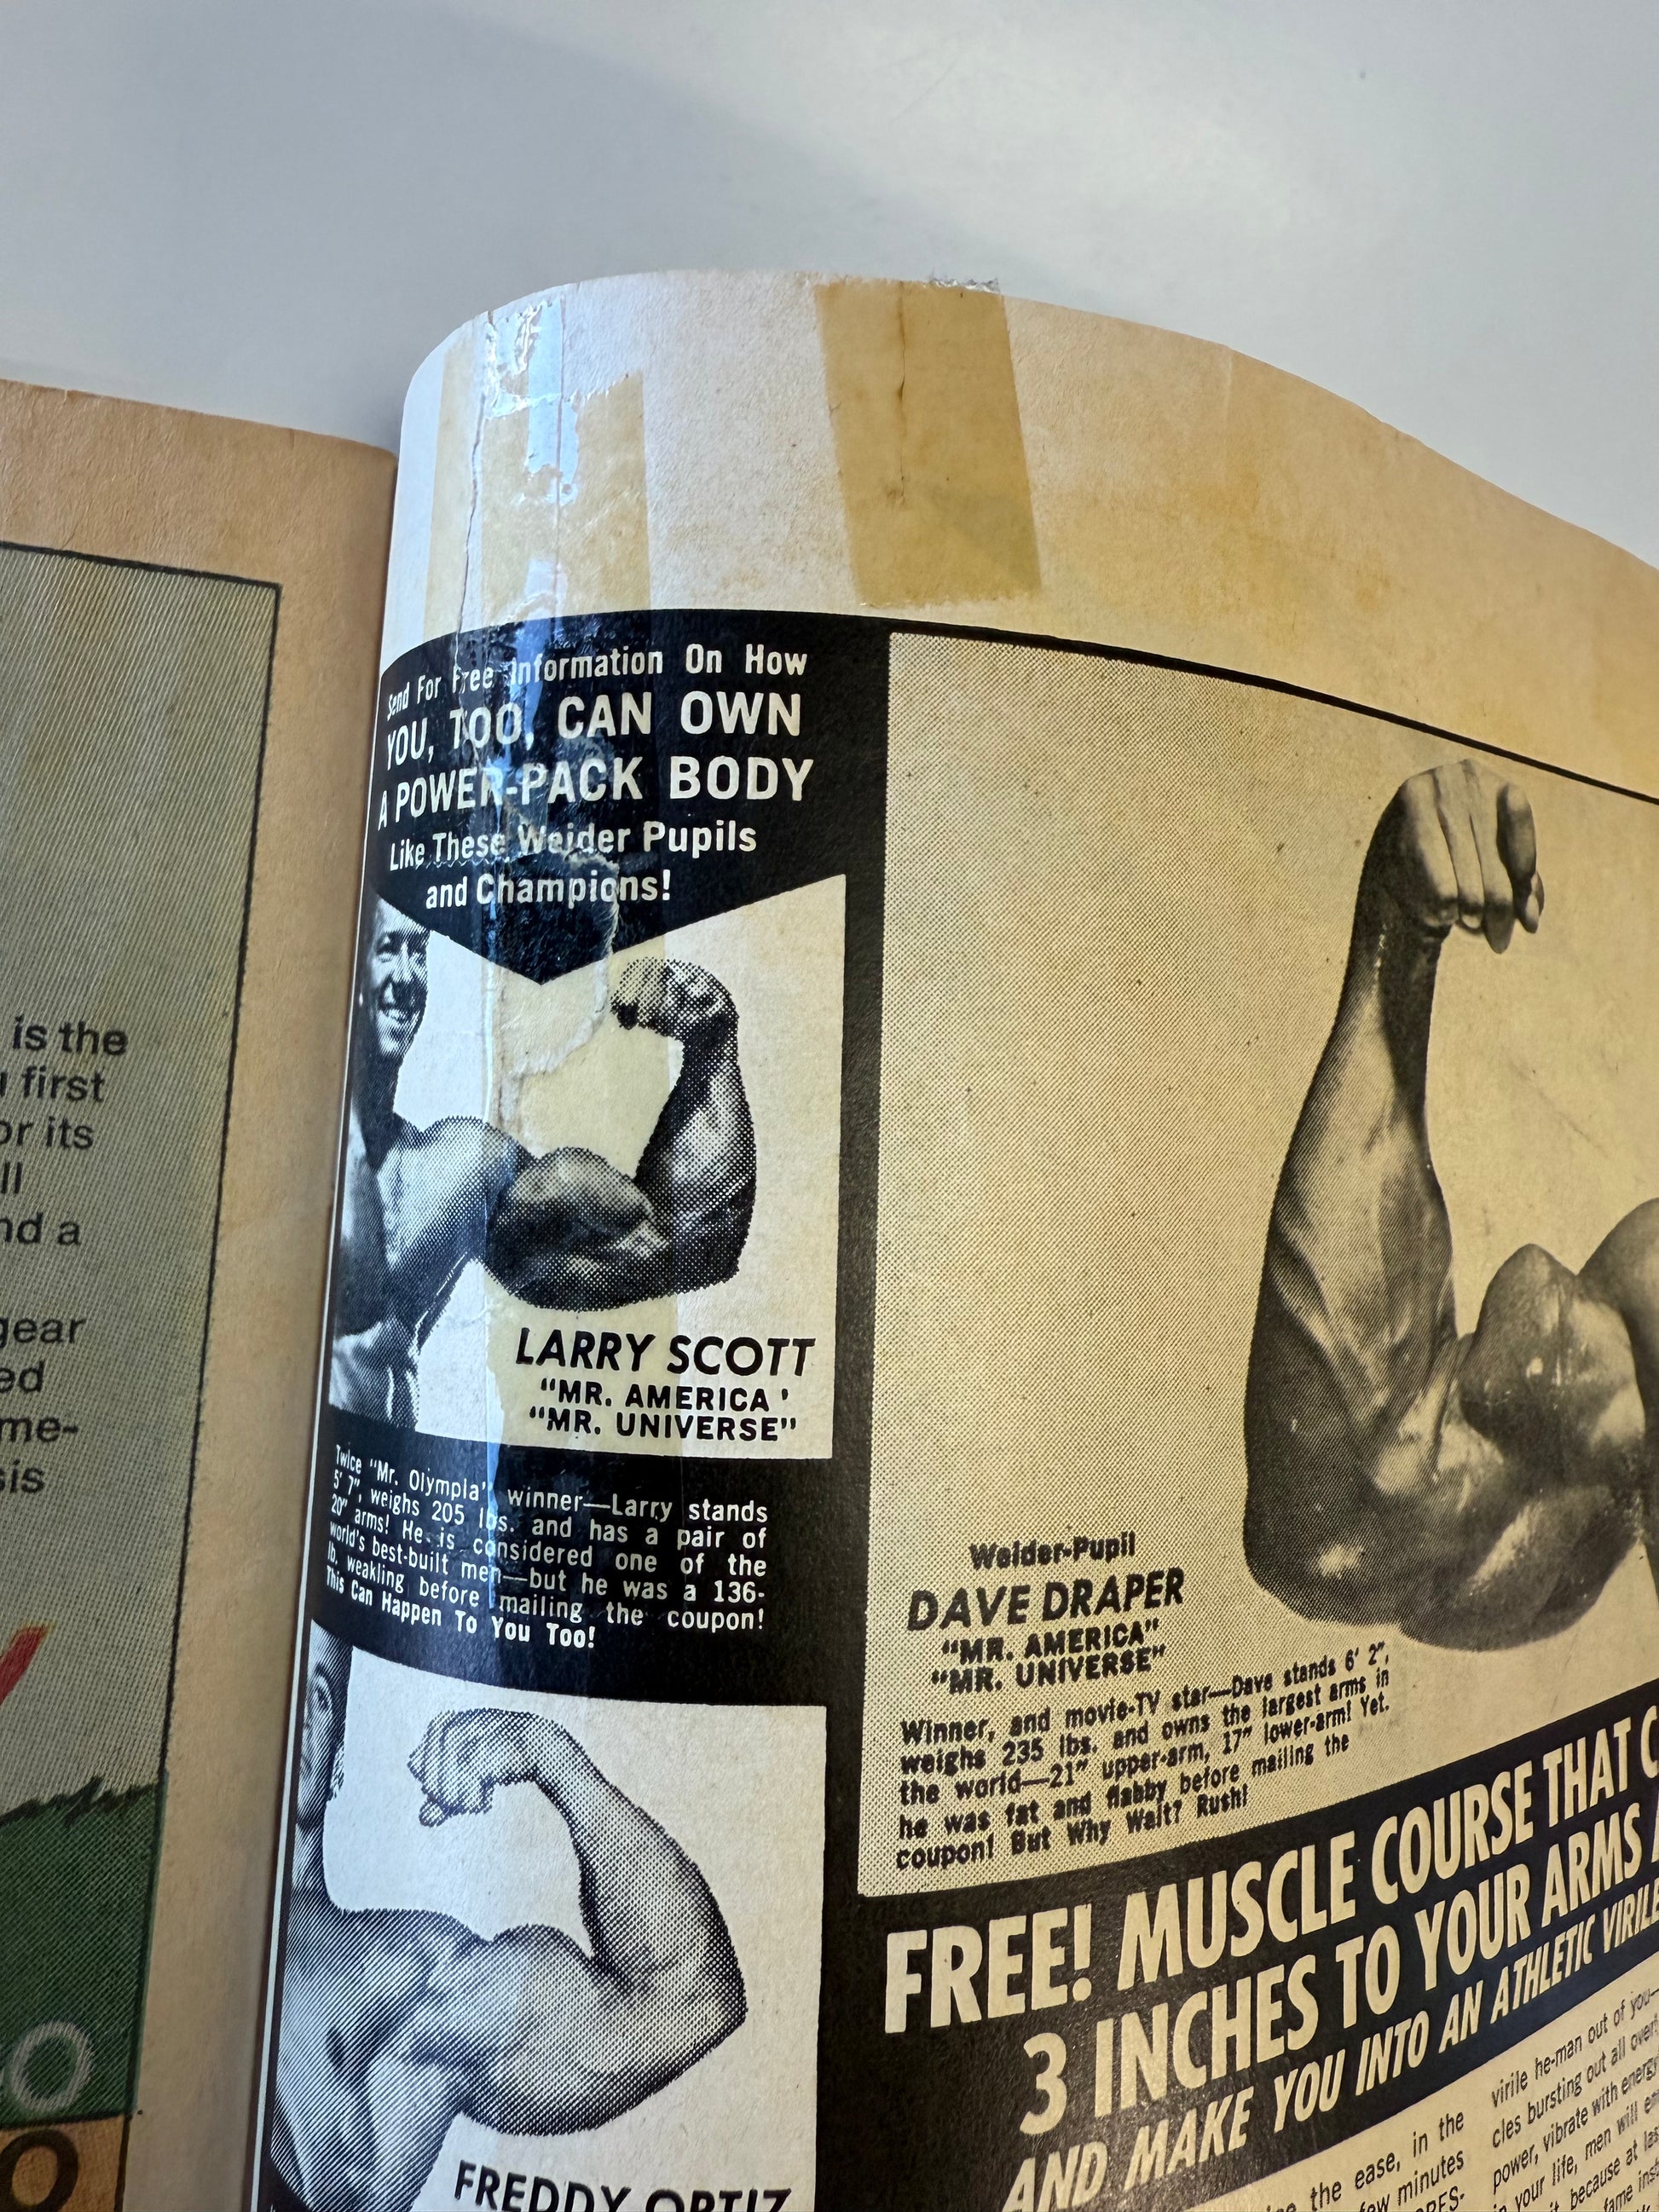 is the
first
or its
nd a
gear
ed
me-
sis
Send For Free Information On How
YOU, TOO, CAN OWN
A POWER-PACK BODY
Like These Weider Pupils
and Champions!
LARRY SCOTT
"MR. AMERICA '
"MR. UNIVERSE"
Twice "Mr. Olympia" winner—Larry stands
5' 7", weighs 205 lbs. and has a pair of
20" arms! He is considered one of the
world's best-built men—but he was a 136-
lb. weakling before mailing the coupon!
This Can Happen To You Too!
FREDDY ORTIZ
Weider-Pupil
DAVE DRAPER
"MR. AMERICA"
"MR. UNIVERSE"
Winner, and movie-TV star—Dave stands 6' 2",
weighs 235 lbs. and owns the largest arms in
the world—21" upper-arm, 17" lower-arm! Yet.
he was fat and flabby before mailing the
coupon! But Why Wait? Rush!
FREE! MUSCLE COURSE THAT C
3 INCHES TO YOUR ARMS
AND MAKE YOU INTO AN ATHLETIC VIRILE
the ease, in the
few minutes
virile he-man out of you—
cles bursting out all over
power, vibrate with energy
in your life, men will
it, because at las
fame inst